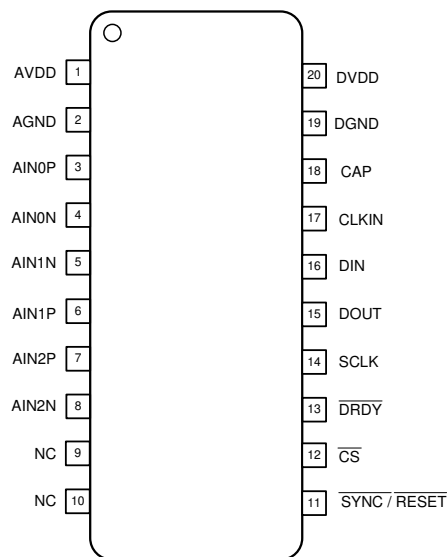 AVDD 1 20 DVDD
AGND 2 19 DGND
AIN0P 3 18 CAP
AIN0N 4 17 CLKIN
AIN1N 5 16 DIN
AIN1P 6 15 DOUT
AIN2P 7 14 SCLK
AIN2N 8 13 DRDY
NC 9 12 CS
NC 10 11 SYNC / RESET